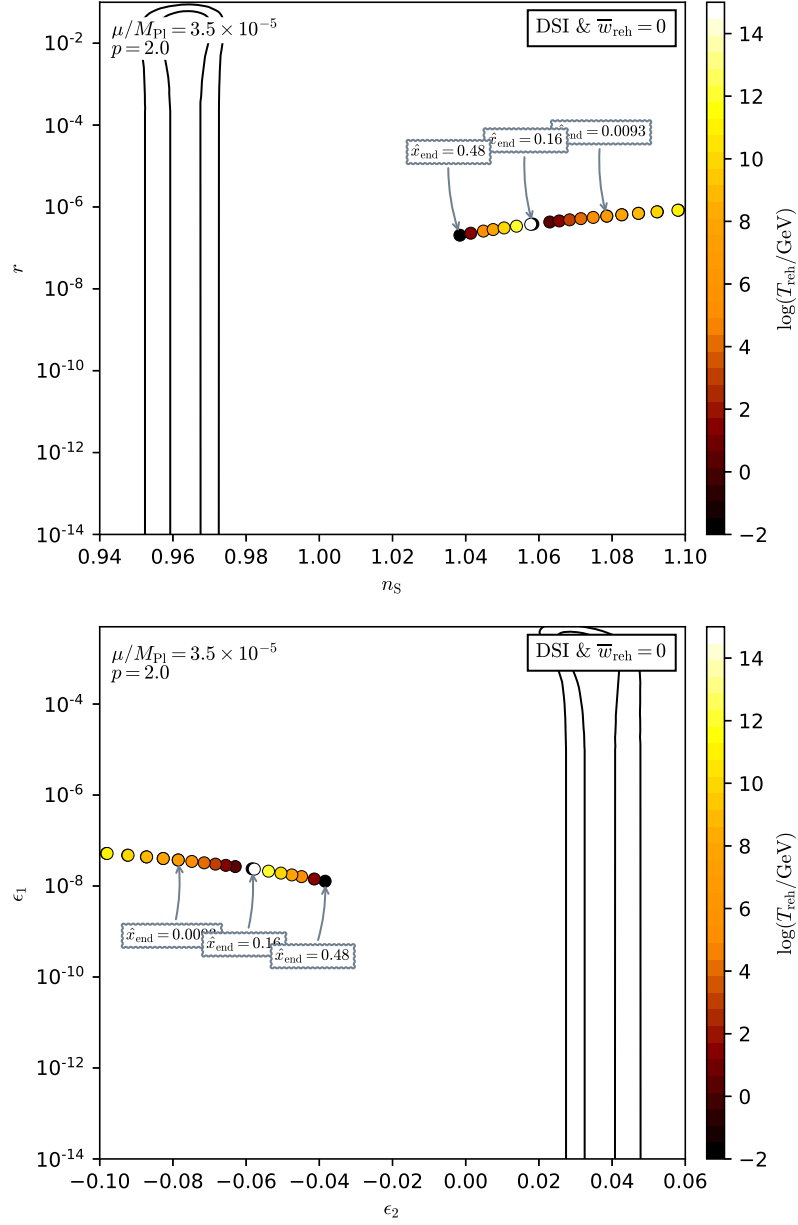 μ/M_Pl = 3.5 × 10⁻⁵
p = 2.0
DSI & w̅_reh = 0
x̂_end = 0.48
x̂_end = 0.16
_end = 0.0093
10⁻²
10⁻⁴
10⁻⁶
10⁻⁸
10⁻¹⁰
10⁻¹²
10⁻¹⁴
r
0.94 0.96 0.98 1.00 1.02 1.04 1.06 1.08 1.10
n_S
14
12
10
8
6
4
2
0
−2
log(T_reh/GeV)
μ/M_Pl = 3.5 × 10⁻⁵
p = 2.0
DSI & w̅_reh = 0
x̂_end = 0.00
x̂_end = 0.16
x̂_end = 0.48
10⁻⁴
10⁻⁶
10⁻⁸
10⁻¹⁰
10⁻¹²
10⁻¹⁴
ϵ₁
−0.10 −0.08 −0.06 −0.04 −0.02 0.00 0.02 0.04 0.06
ϵ₂
14
12
10
8
6
4
2
0
−2
log(T_reh/GeV)